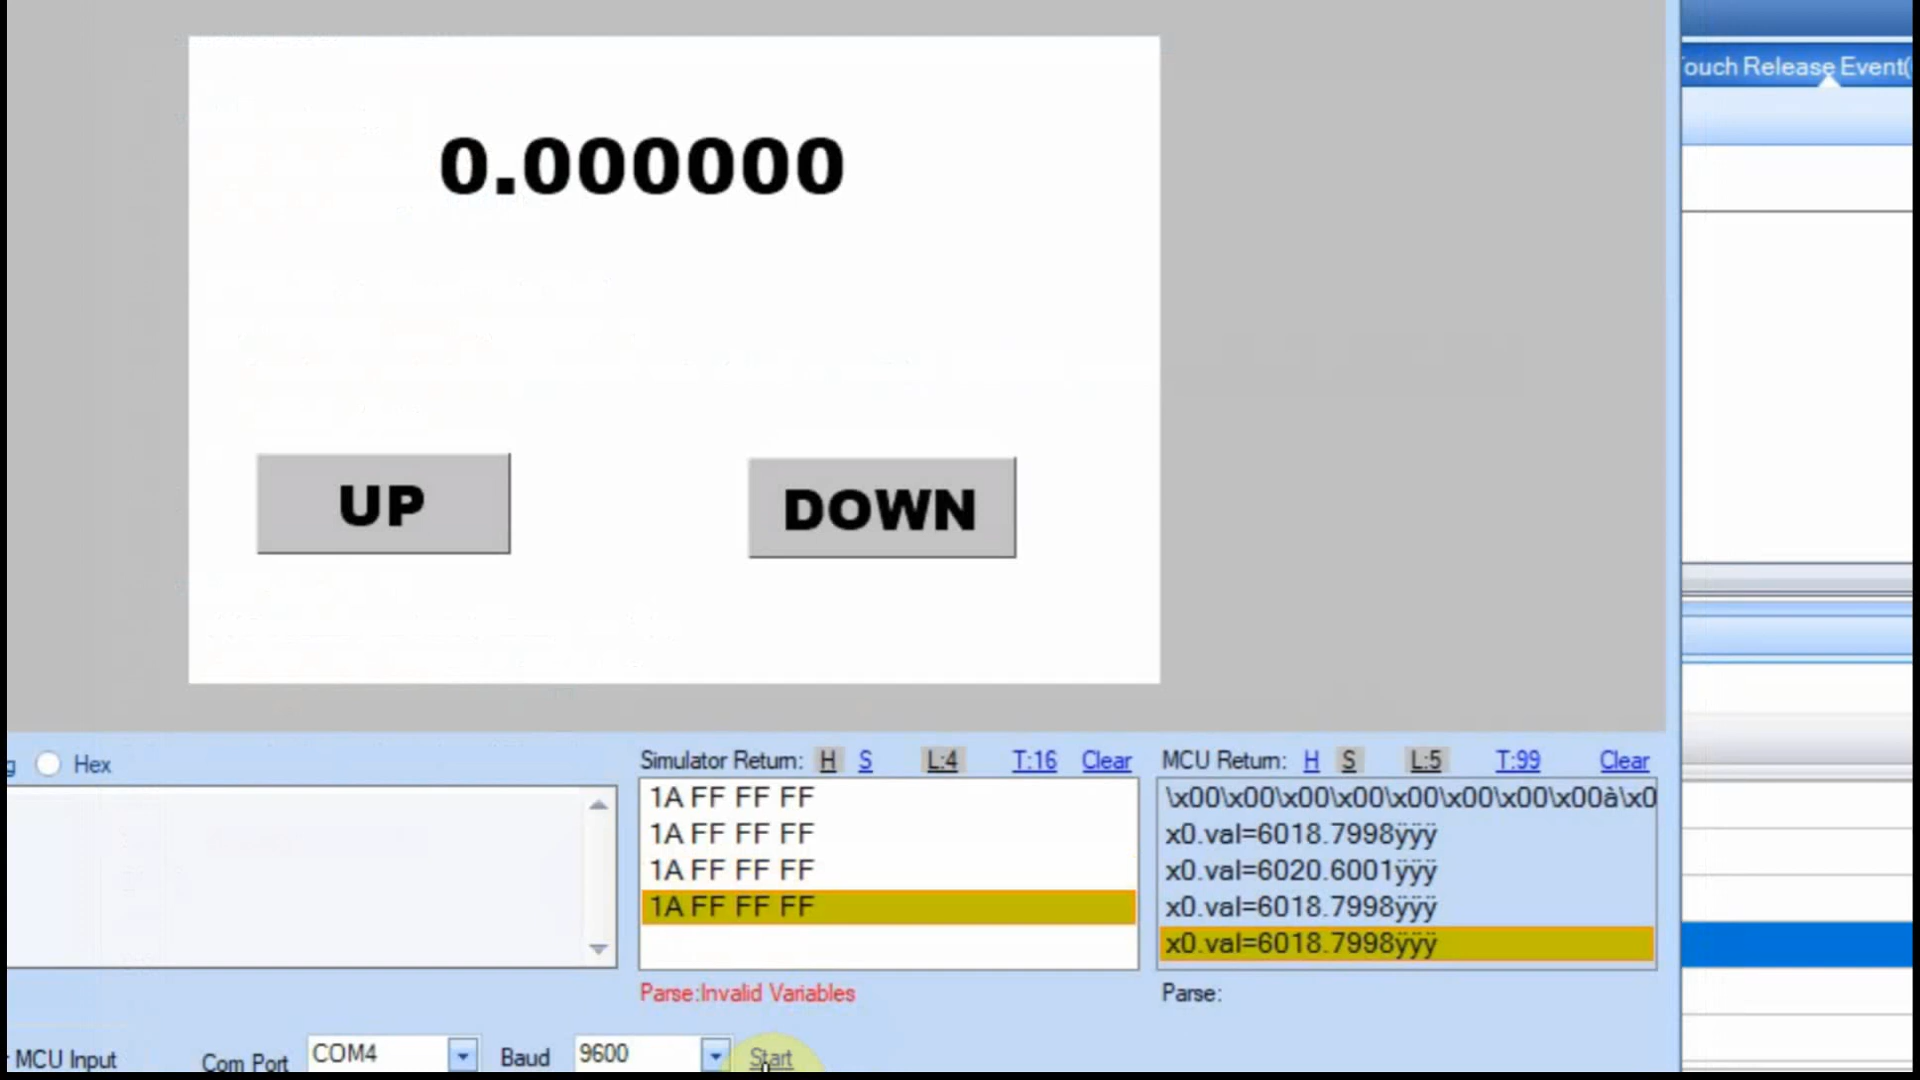 ouch Release Event(
0.000000
UP
DOWN
g Hex
Simulator Return: H S L:4 T:16 Clear
1A FF FF FF
1A FF FF FF
1A FF FF FF
1A FF FF FF
Parse:Invalid Variables
MCU Return: H S L:5 T:99 Clear
\x00\x00\x00\x00\x00\x00\x00\x00à\x0
x0.val=6018.7998ÿÿÿ
x0.val=6020.6001ÿÿÿ
x0.val=6018.7998ÿÿÿ
x0.val=6018.7998ÿÿÿ
Parse:
MCU Input Com Port COM4 Baud 9600 Start